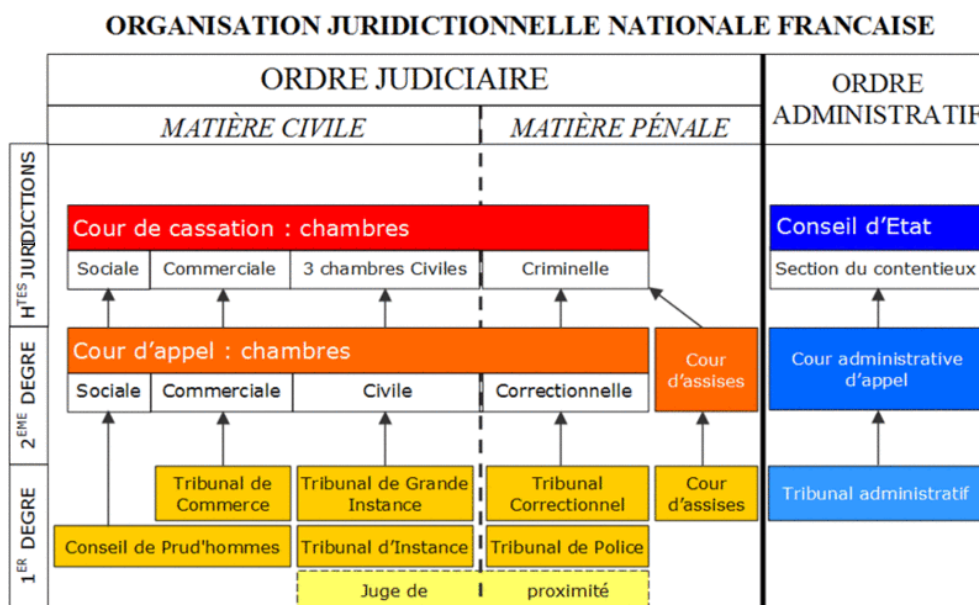 ORGANISATION JURIDICTIONNELLE NATIONALE FRANCAISE
ORDRE JUDICIAIRE
ORDRE
ADMINISTRATIF
MATIÈRE CIVILE
MATIÈRE PÉNALE
HTES JURIDICTIONS
Cour de cassation : chambres
Conseil d'Etat
Sociale
Commerciale
3 chambres Civiles
Criminelle
Section du contentieux
2EME DEGRE
Cour d'appel : chambres
Cour
d'assises
Cour administrative
d'appel
Sociale
Commerciale
Civile
Correctionnelle
1ER DEGRE
Tribunal de
Commerce
Tribunal de Grande
Instance
Tribunal
Correctionnel
Cour
d'assises
Tribunal administratif
Conseil de Prud'hommes
Tribunal d'Instance
Tribunal de Police
Juge de proximité